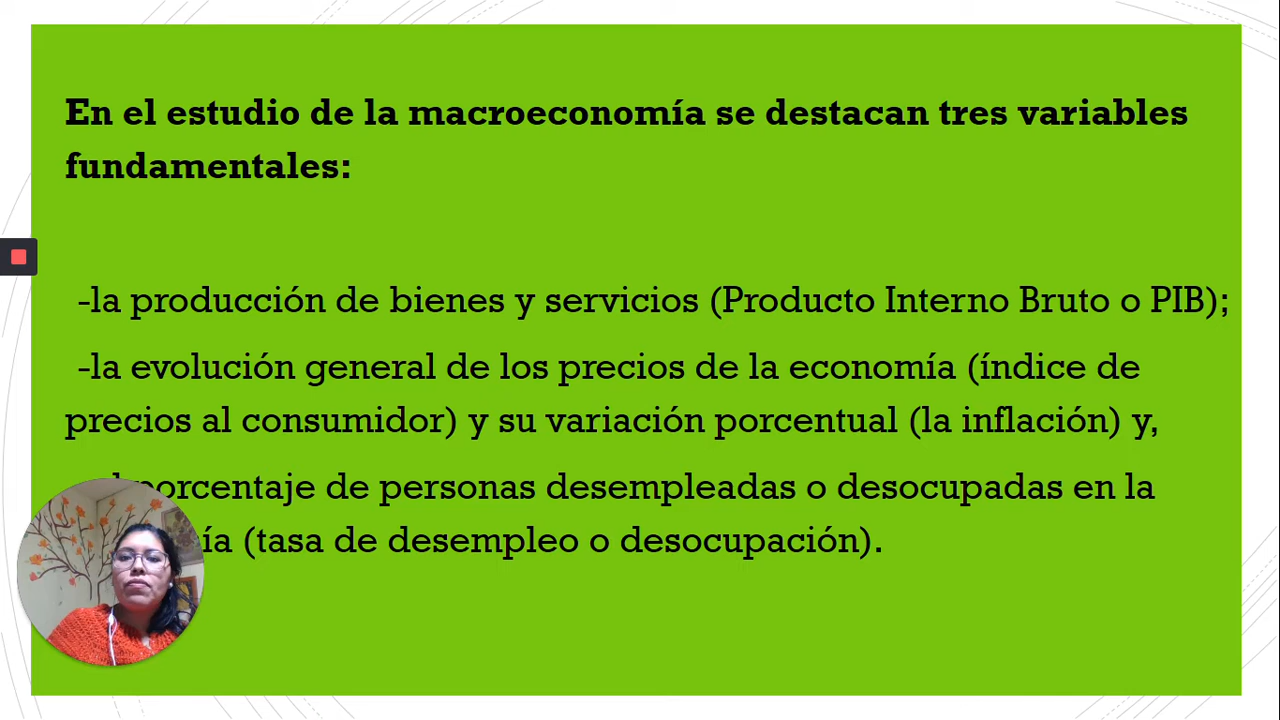 En el estudio de la macroeconomía se destacan tres variables
fundamentales:
-la producción de bienes y servicios (Producto Interno Bruto o PIB);
-la evolución general de los precios de la economía (índice de
precios al consumidor) y su variación porcentual (la inflación) y,
porcentaje de personas desempleadas o desocupadas en la
ía (tasa de desempleo o desocupación).